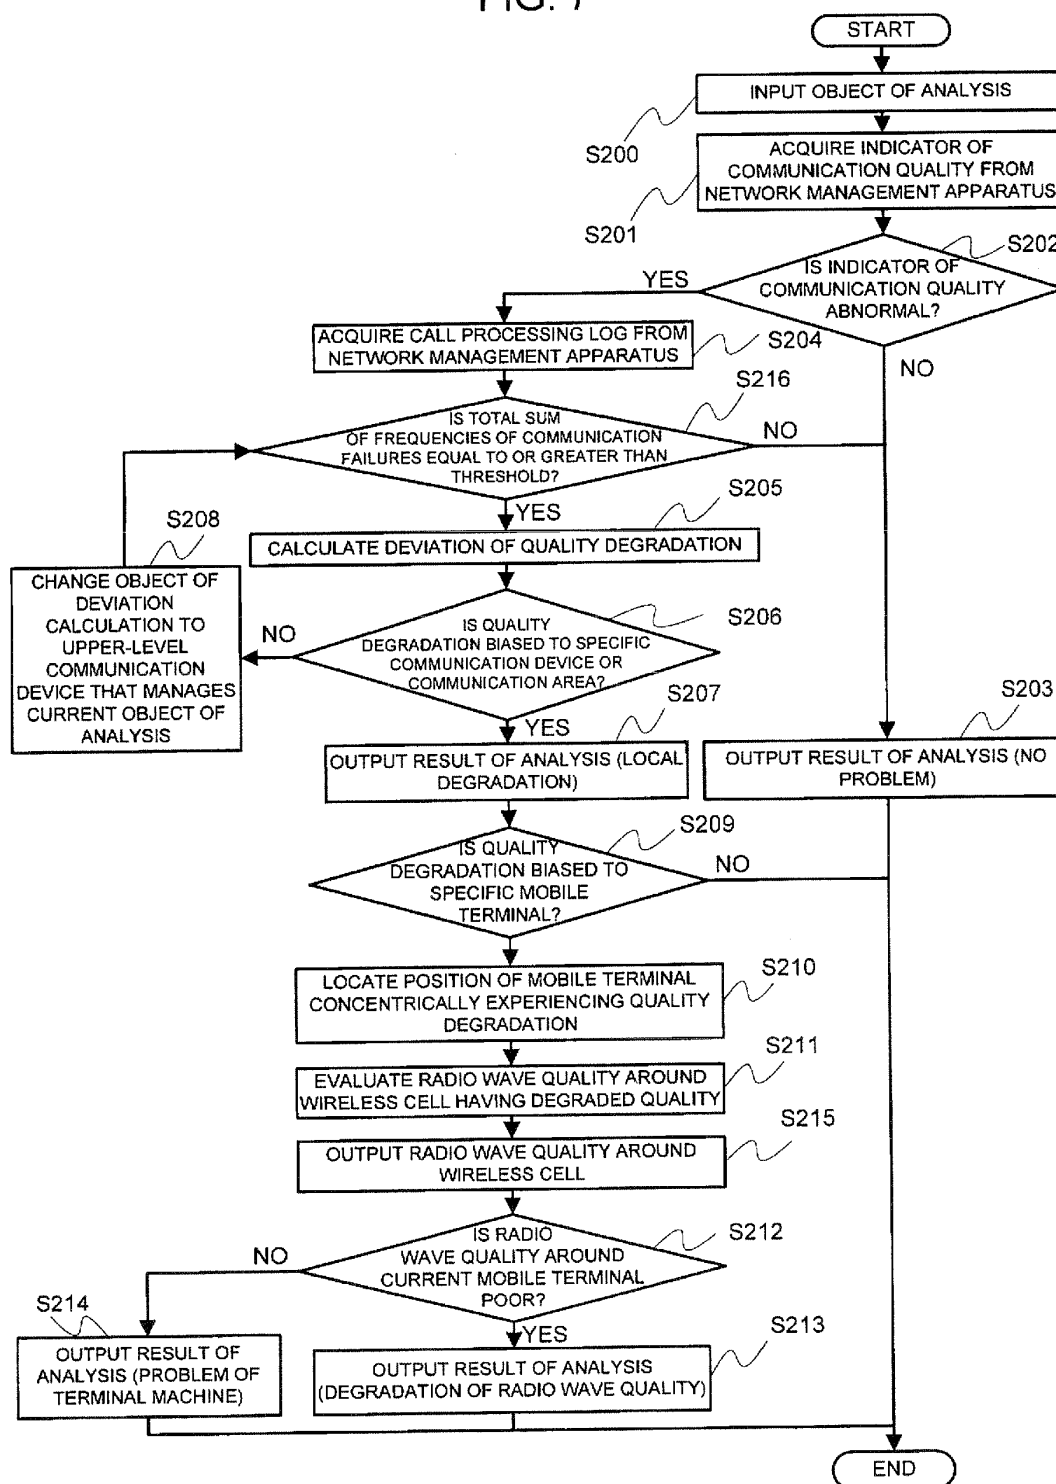 START
INPUT OBJECT OF ANALYSIS
S200
ACQUIRE INDICATOR OF
COMMUNICATION QUALITY FROM
NETWORK MANAGEMENT APPARATUS
S201
S202
IS INDICATOR OF
COMMUNICATION QUALITY
ABNORMAL?
YES
NO
ACQUIRE CALL PROCESSING LOG FROM
NETWORK MANAGEMENT APPARATUS
S204
S216
IS TOTAL SUM
OF FREQUENCIES OF COMMUNICATION
FAILURES EQUAL TO OR GREATER THAN
THRESHOLD?
NO
YES
S205
CALCULATE DEVIATION OF QUALITY DEGRADATION
S208
CHANGE OBJECT OF
DEVIATION
CALCULATION TO
UPPER-LEVEL
COMMUNICATION
DEVICE THAT MANAGES
CURRENT OBJECT OF
ANALYSIS
NO
S206
IS QUALITY
DEGRADATION BIASED TO SPECIFIC
COMMUNICATION DEVICE OR
COMMUNICATION AREA?
YES
S207
OUTPUT RESULT OF ANALYSIS (LOCAL
DEGRADATION)
S203
OUTPUT RESULT OF ANALYSIS (NO
PROBLEM)
S209
IS QUALITY
DEGRADATION BIASED TO
SPECIFIC MOBILE
TERMINAL?
NO
LOCATE POSITION OF MOBILE TERMINAL
CONCENTRICALLY EXPERIENCING QUALITY
DEGRADATION
S210
S211
EVALUATE RADIO WAVE QUALITY AROUND
WIRELESS CELL HAVING DEGRADED QUALITY
S215
OUTPUT RADIO WAVE QUALITY AROUND
WIRELESS CELL
S212
IS RADIO
WAVE QUALITY AROUND
CURRENT MOBILE TERMINAL
POOR?
NO
YES
S214
OUTPUT RESULT OF
ANALYSIS (PROBLEM OF
TERMINAL MACHINE)
S213
OUTPUT RESULT OF ANALYSIS
(DEGRADATION OF RADIO WAVE QUALITY)
END